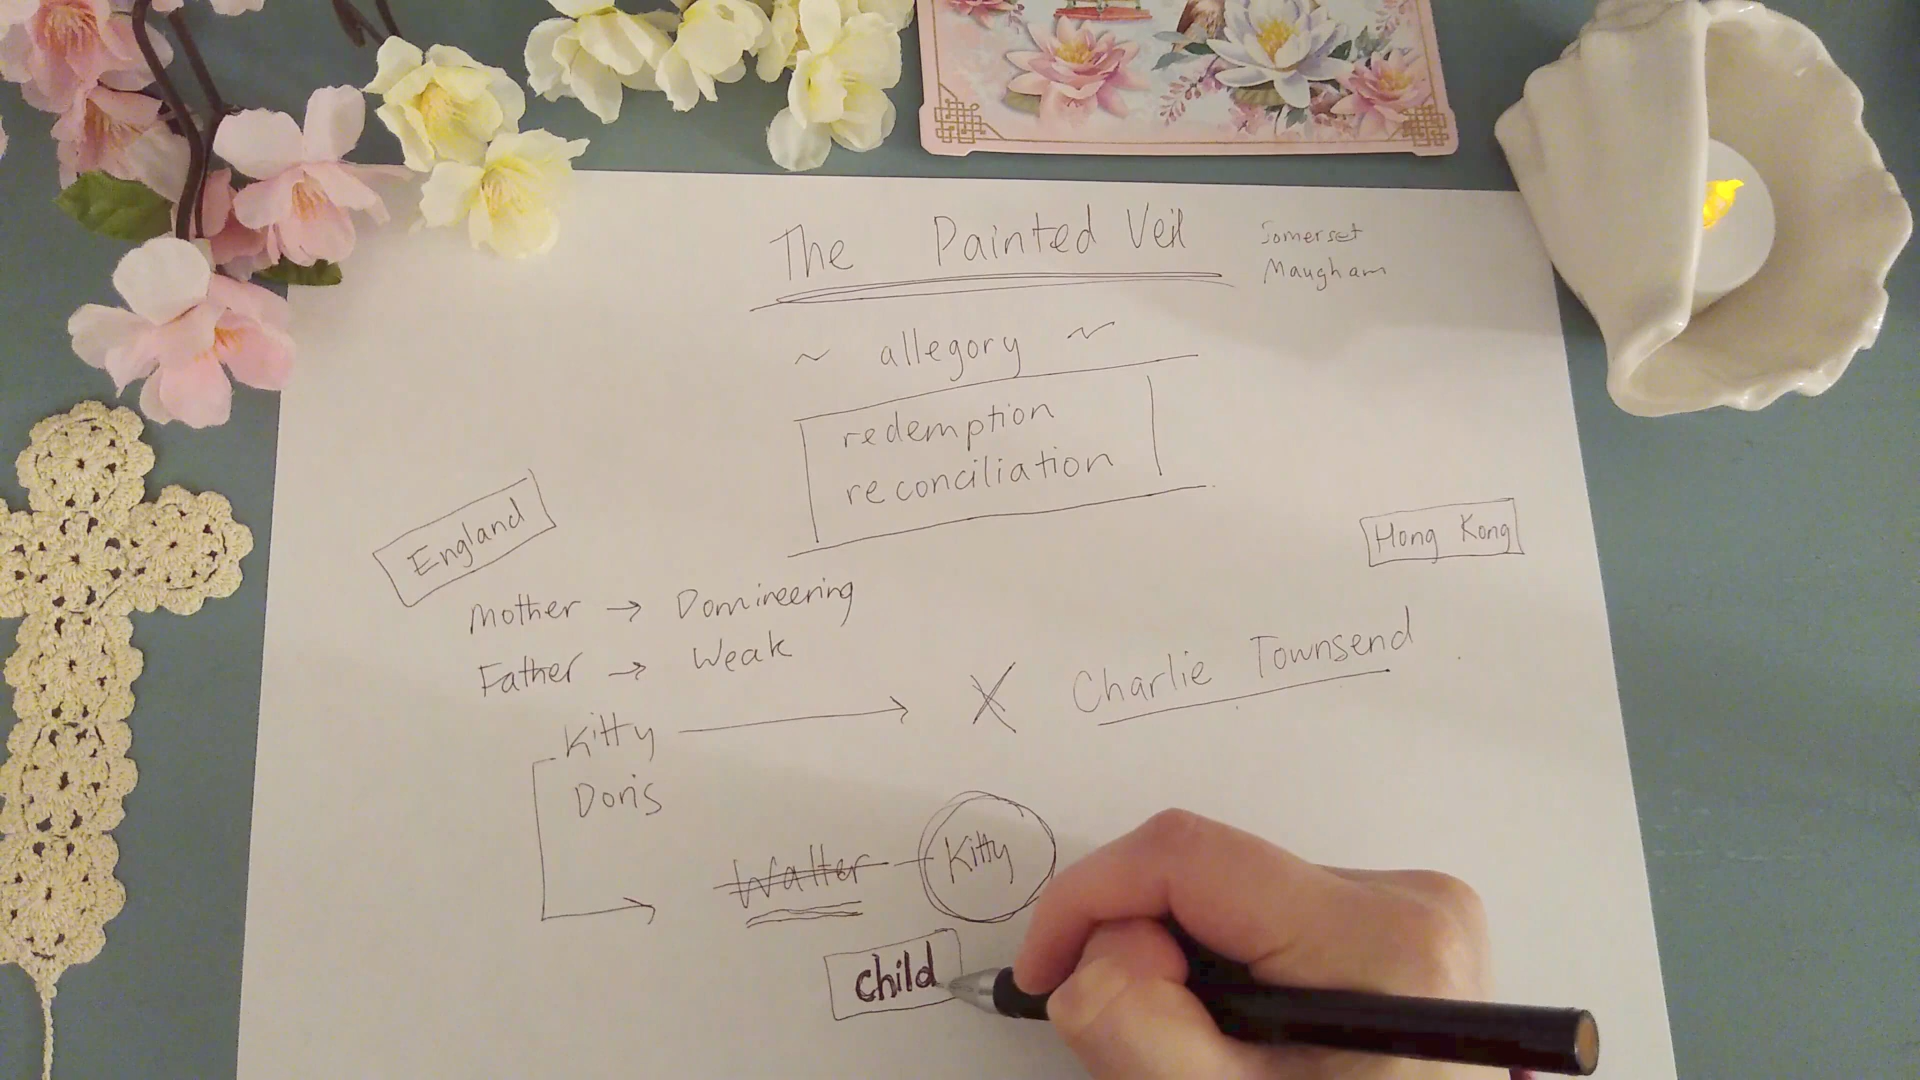 The Painted Veil
Somerset
Maugham
~ allegory ~
redemption
reconciliation
England
Hong Kong
Mother → Domineering
Father → Weak
Kitty → X Charlie Townsend
Doris
Walter - Kitty
child